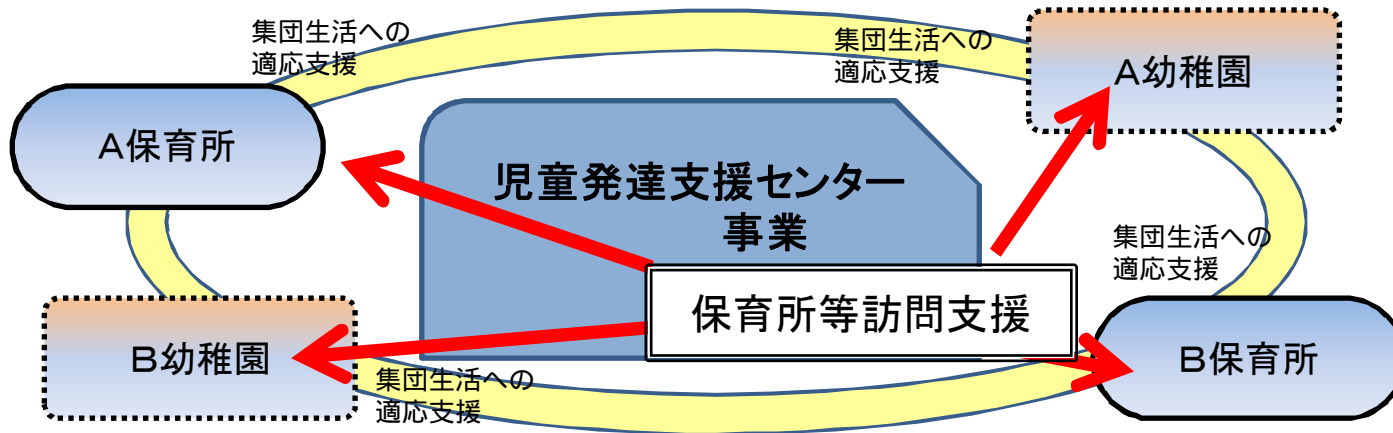 集団生活への
適応支援
集団生活への
適応支援
A幼稚園
A保育所
児童発達支援センター
事業
集団生活への
適応支援
保育所等訪問支援
B幼稚園
B保育所
集団生活への
適応支援